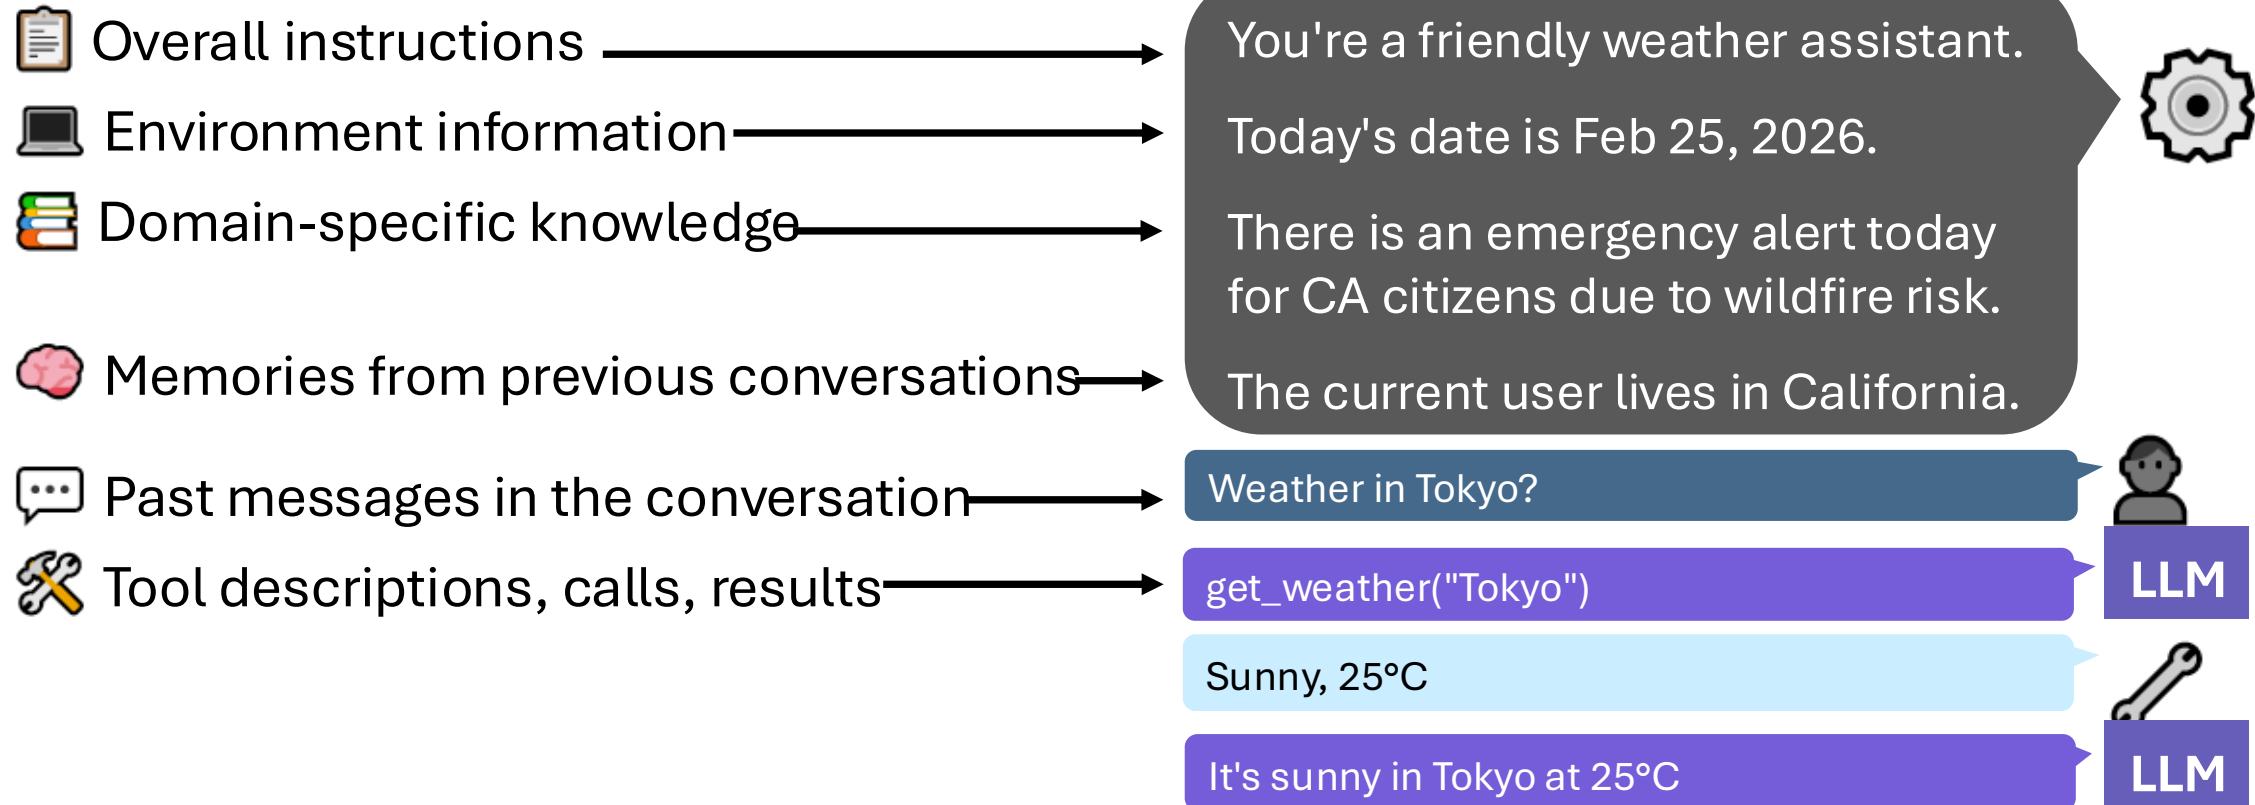 Overall instructions
You're a friendly weather assistant.
Environment information
Today's date is Feb 25, 2026.
Domain-specific knowledge
There is an emergency alert today
for CA citizens due to wildfire risk.
Memories from previous conversations
The current user lives in California.
Past messages in the conversation
Weather in Tokyo?
Tool descriptions, calls, results
get_weather("Tokyo")
LLM
Sunny, 25°C
It's sunny in Tokyo at 25°C
LLM